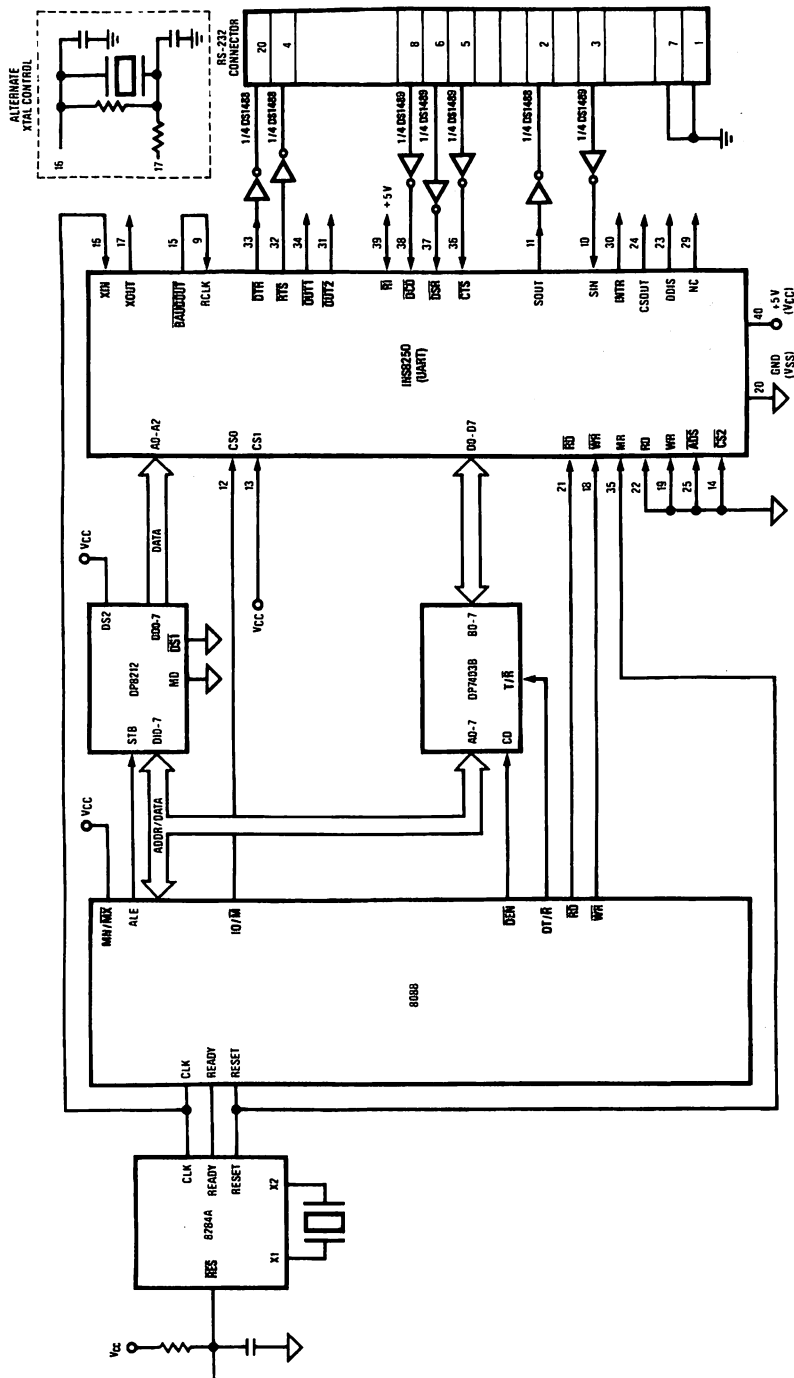 ALTERNATE
XTAL CONTROL
16
17
RS-232
CONNECTOR
20
4
8
6
5
2
3
7
1
1/4 DS1488
1/4 DS1488
1/4 DS1489
1/4 DS1489
1/4 DS1489
1/4 DS1488
1/4 DS1489
+5V
16
17
15
9
33
32
34
31
39
38
37
36
11
10
30
24
23
29
XIN
XOUT
BAUDOUT
RCLK
DTR
RTS
OUT1
OUT2
RI
DCD
DSR
CTS
SOUT
SIN
INTR
CSOUT
DDIS
NC
INS8250
(UART)
40
+5V
(VCC)
20
GND
(VSS)
A0-A2
CS0
CS1
D0-D7
RD
WR
MR
RD
WR
ADS
CS2
12
13
21
18
35
22
19
25
14
DATA
VCC
VCC
DS2
DO0-7
DS1
MD
DP8212
STB
DI0-7
B0-7
DP7403B
T/R
A0-7
CD
VCC
ADDR/DATA
MN/MX
ALE
IO/M
DEN
DT/R
RD
WR
8088
CLK
READY
RESET
CLK
READY
RESET
8284A
X2
X1
RES
VCC